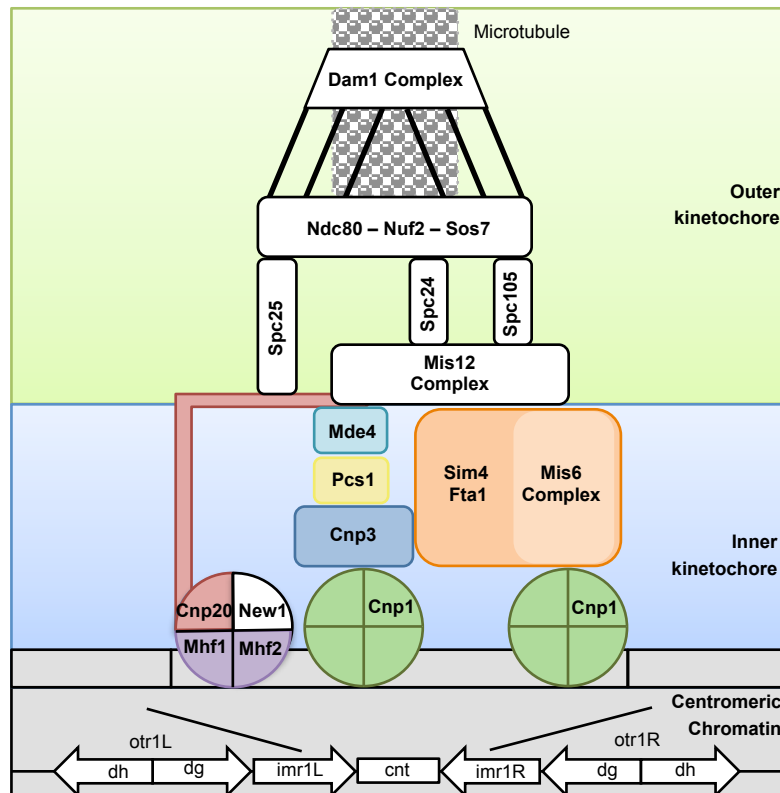 Microtubule
Dam1 Complex
Outer
kinetochore
Ndc80 – Nuf2 – Sos7
Spc25
Spc24
Spc105
Mis12
Complex
Mde4
Pcs1
Sim4
Fta1
Mis6
Complex
Cnp3
Inner
kinetochore
Cnp20
New1
Cnp1
Cnp1
Mhf1
Mhf2
Centromeric
Chromatin
otr1L
otr1R
dh
dg
imr1L
cnt
imr1R
dg
dh